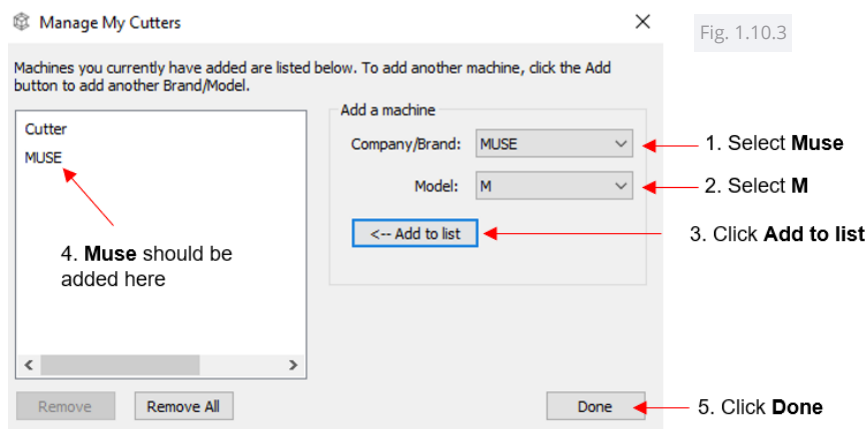 Manage My Cutters
Fig. 1.10.3
Machines you currently have added are listed below. To add another machine, click the Add
button to add another Brand/Model.
Cutter
MUSE
4. Muse should be
added here
Add a machine
Company/Brand: MUSE
1. Select Muse
Model: M
2. Select M
<-- Add to list
3. Click Add to list
Remove
Remove All
Done
5. Click Done